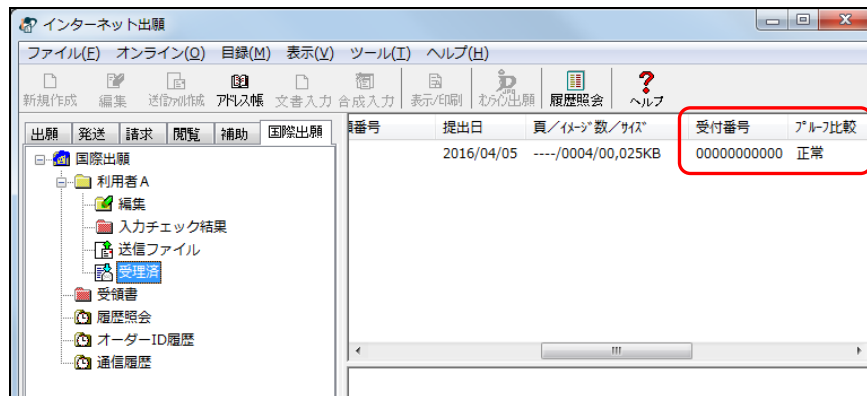 インターネット出願
ファイル(F) オンライン(O) 目録(M) 表示(V) ツール(T) ヘルプ(H)
新規作成 編集 送信ﾌｧｲﾙ作成 ｱﾄﾞﾚｽ帳 文書入力 合成入力 表示/印刷 ｵﾝﾗｲﾝ出願 履歴照会 ヘルプ
出願 発送 請求 閲覧 補助 国際出願
番号 提出日 頁／ｲﾒｰｼﾞ数／ｻｲｽﾞ 受付番号 ﾌﾟﾙｰﾌ比較
2016/04/05 ----/0004/00,025KB 00000000000 正常
国際出願
利用者Ａ
編集
入力チェック結果
送信ファイル
受理済
受領書
履歴照会
オーダーID履歴
通信履歴